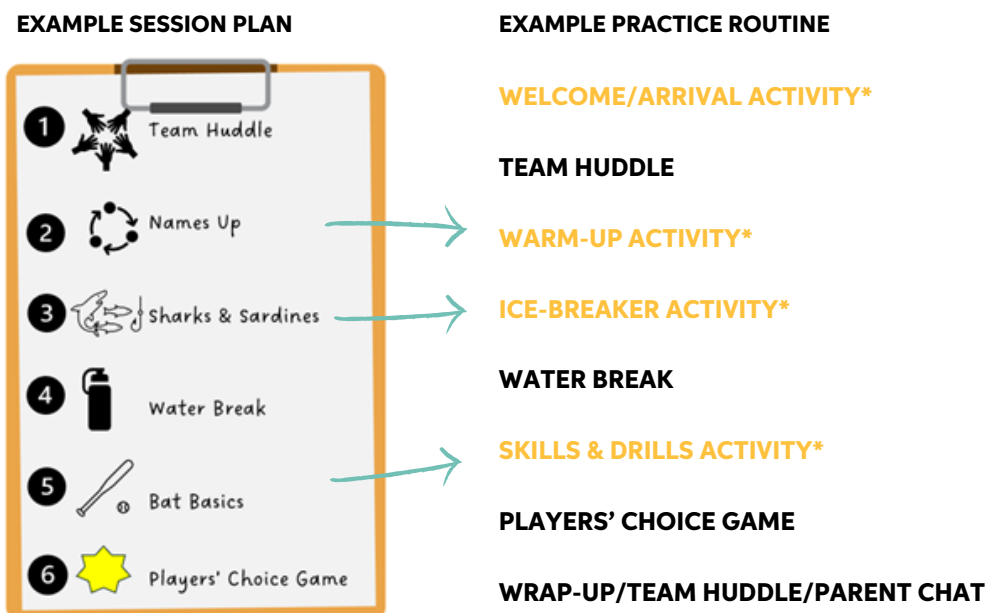 EXAMPLE SESSION PLAN
1 Team Huddle
2 Names Up
3 Sharks & Sardines
4 Water Break
5 Bat Basics
6 Players' Choice Game
EXAMPLE PRACTICE ROUTINE
WELCOME/ARRIVAL ACTIVITY*
TEAM HUDDLE
WARM-UP ACTIVITY*
ICE-BREAKER ACTIVITY*
WATER BREAK
SKILLS & DRILLS ACTIVITY*
PLAYERS’ CHOICE GAME
WRAP-UP/TEAM HUDDLE/PARENT CHAT